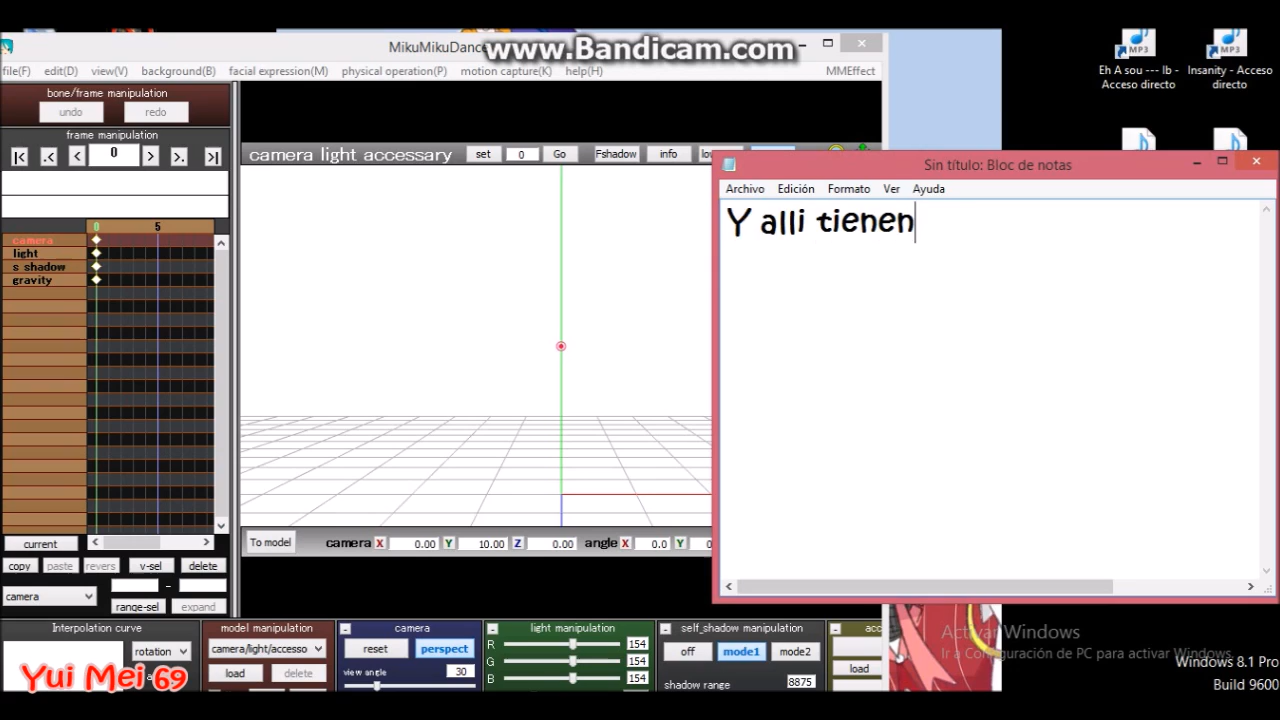 www.Bandicam.com
MikuMikuDance
file(F) edit(D) view(V) background(B) facial expression(M) physical operation(P) motion capture(K) help(H) MMEffect
bone/frame manipulation
undo redo
frame manipulation
|< .< < 0 > >. >|
camera light accessary set 0 Go Fshadow info
0 5
camera
light
s shadow
gravity
current
copy paste revers v-sel delete
camera -
range-sel expand
To model camera X 0.00 Y 10.00 Z 0.00 angle X 0.0 Y
Interpolation curve
rotation
model manipulation
camera/light/accesso
load delete
camera
reset perspect
view angle 30
light manipulation
R 154
G 154
B 154
self_shadow manipulation
off mode1 mode2
shadow range 8875
load
Yui Mei 69
Sin título: Bloc de notas
Archivo Edición Formato Ver Ayuda
Y alli tienen
Eh A sou --- Ib - Acceso directo
Insanity - Acceso directo
MP3 MP3
Activar Windows
Ir a Configuración de PC para activar Windows.
Windows 8.1 Pro
Build 9600